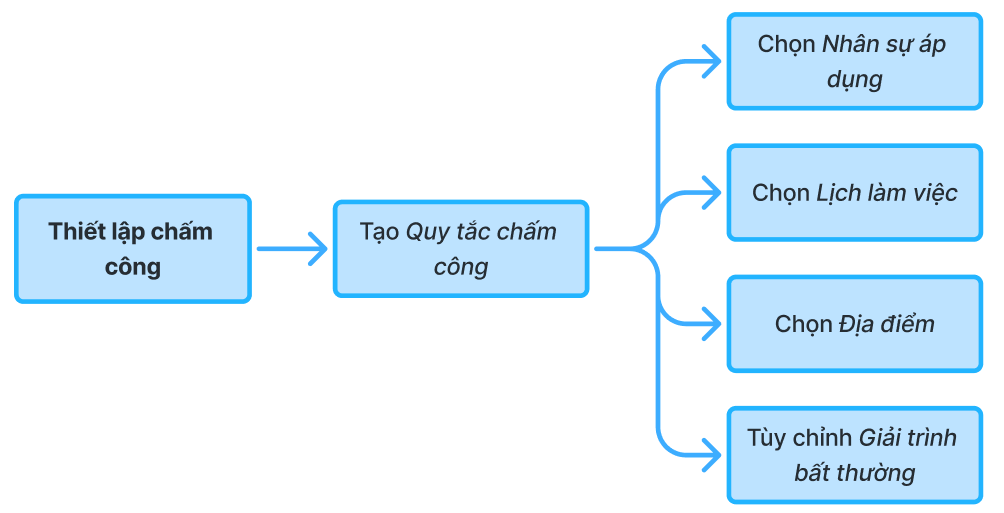 Thiết lập chấm
công
Tạo Quy tắc chấm
công
Chọn Nhân sự áp
dụng
Chọn Lịch làm việc
Chọn Địa điểm
Tùy chỉnh Giải trình
bất thường